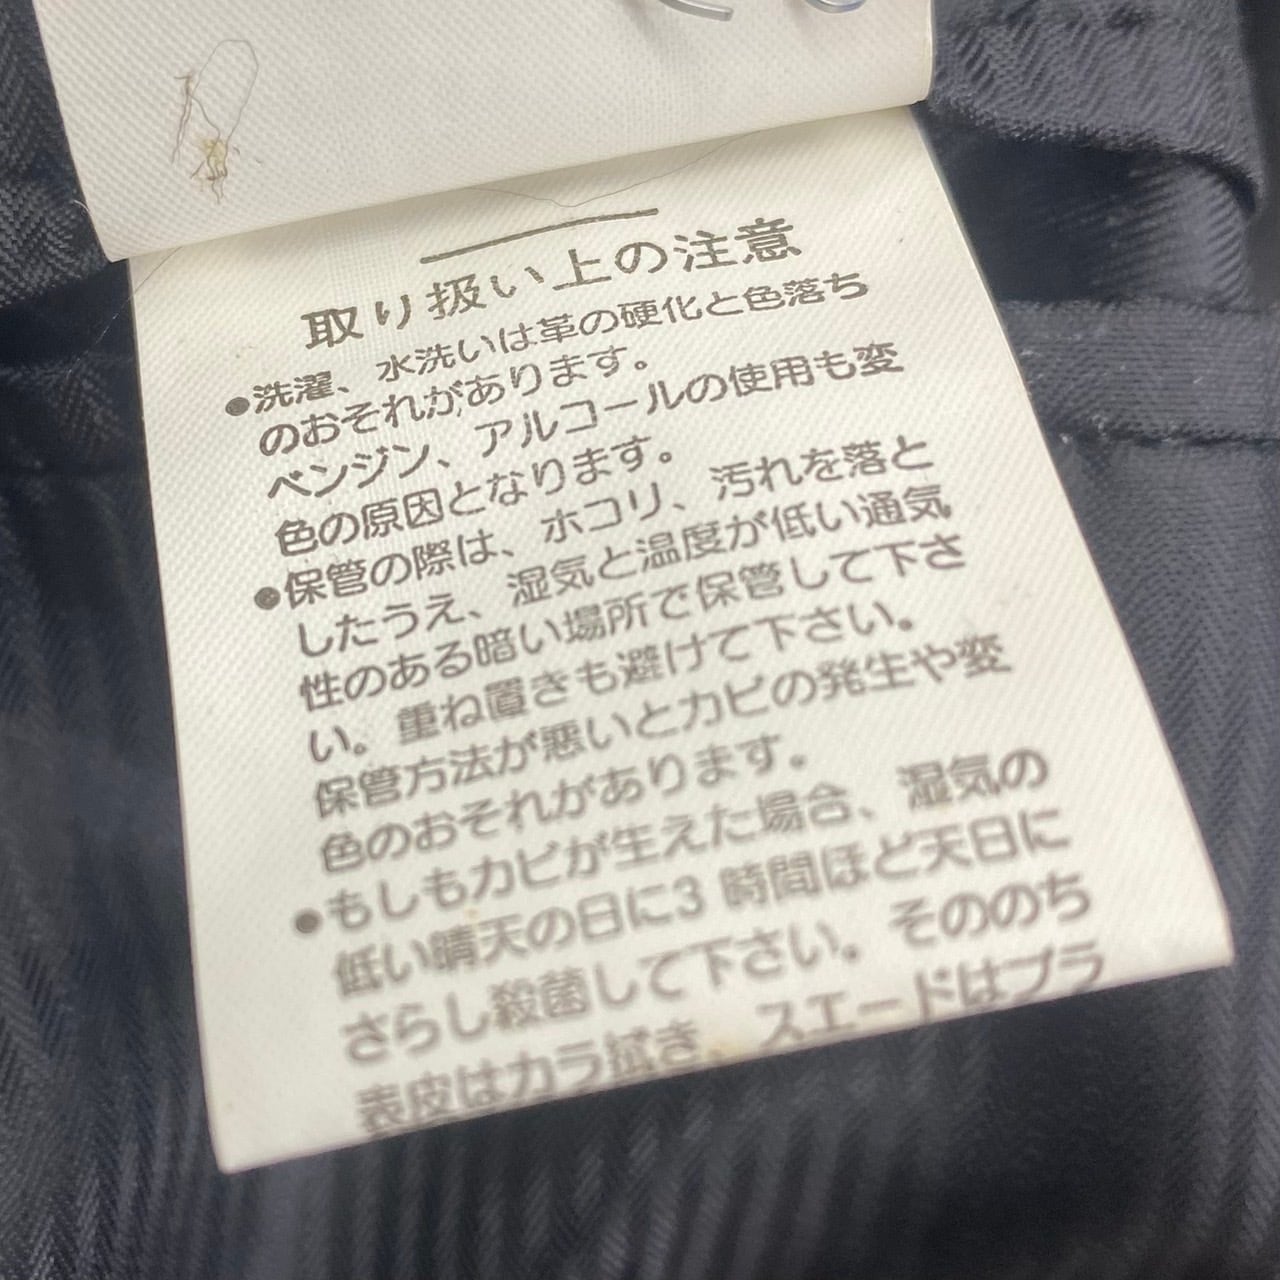 取り扱い上の注意
●洗濯、水洗いは革の硬化と色落ち
のおそれがあります。
ベンジン、アルコールの使用も変
色の原因となります。
●保管の際は、ホコリ、汚れを落と
したうえ、湿気と温度が低い通気
性のある暗い場所で保管して下さ
い。重ね置きも避けて下さい。
保管方法が悪いとカビの発生や変
色のおそれがあります。
●もしもカビが生えた場合、湿気の
低い晴天の日に3 時間ほど天日に
さらし殺菌して下さい。そののち
表皮はカラ拭き、スエードはブラ